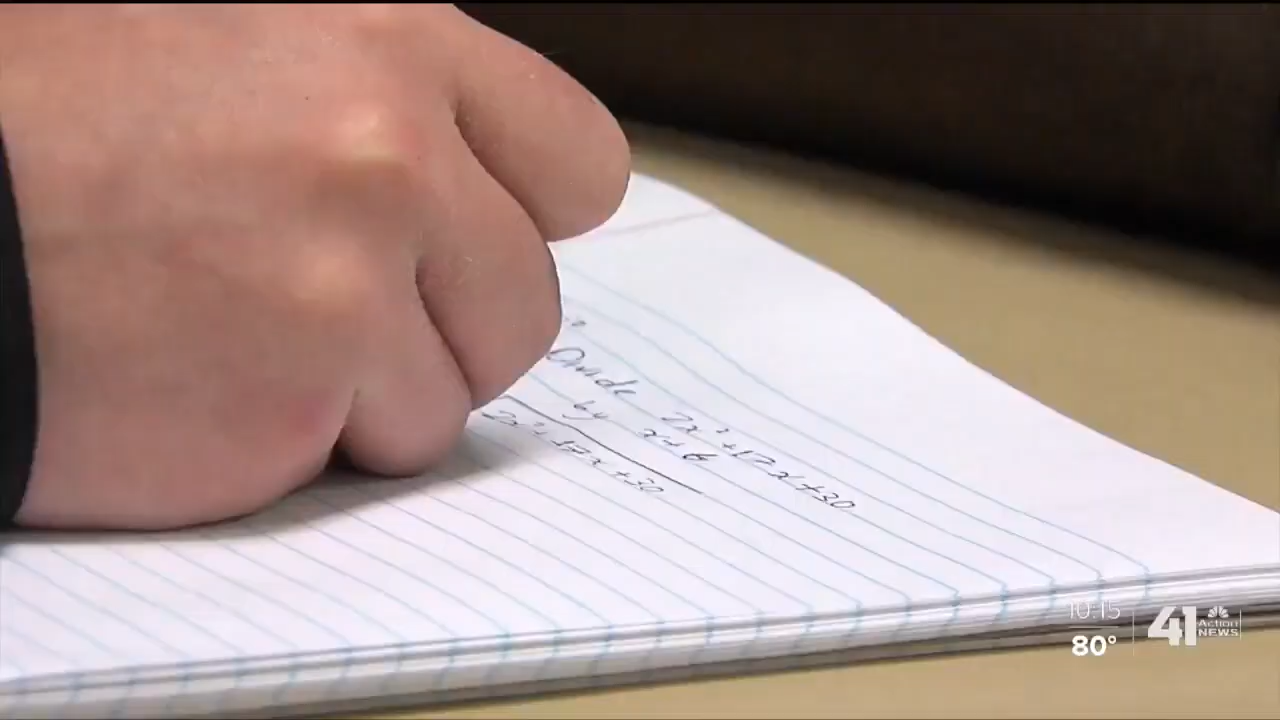 Divide 2x²+17x+30
by x+6
2x²+17x+30
10:15
80°
41 Action NEWS